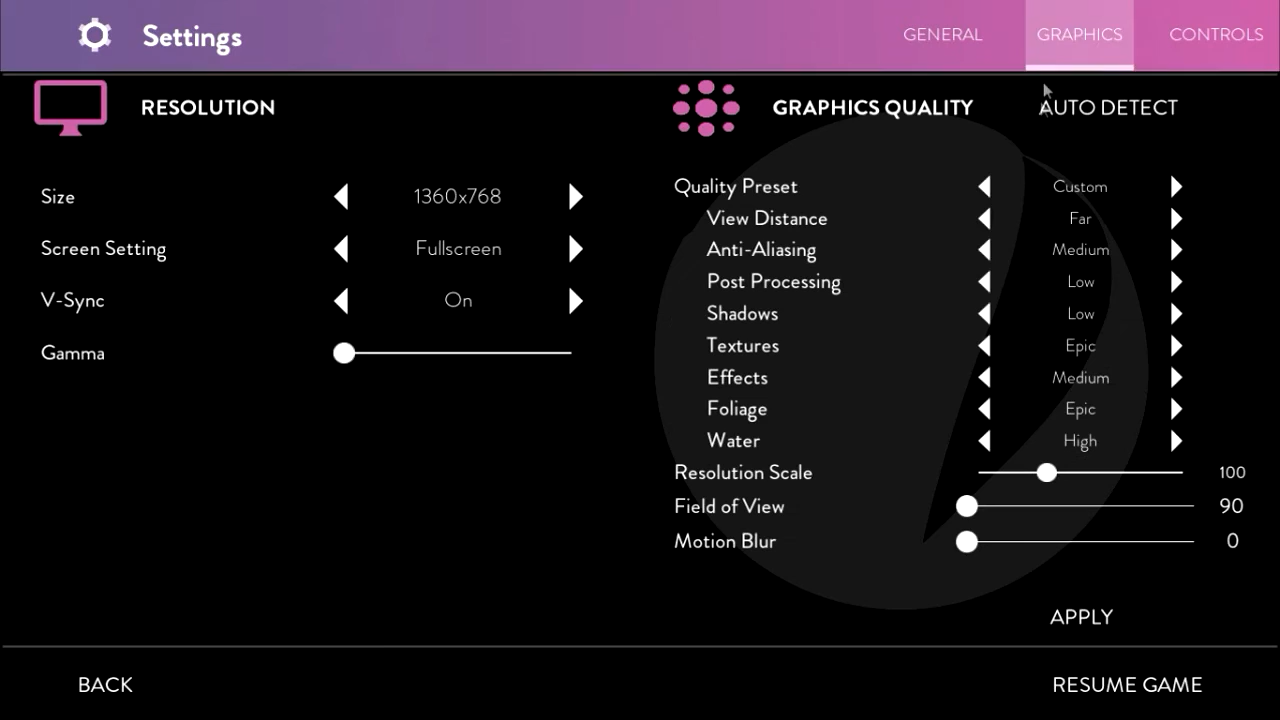 Settings
GENERAL GRAPHICS CONTROLS
RESOLUTION
Size 1360x768
Screen Setting Fullscreen
V-Sync On
Gamma
GRAPHICS QUALITY AUTO DETECT
Quality Preset Custom
View Distance Far
Anti-Aliasing Medium
Post Processing Low
Shadows Low
Textures Epic
Effects Medium
Foliage Epic
Water High
Resolution Scale 100
Field of View 90
Motion Blur 0
APPLY
BACK RESUME GAME